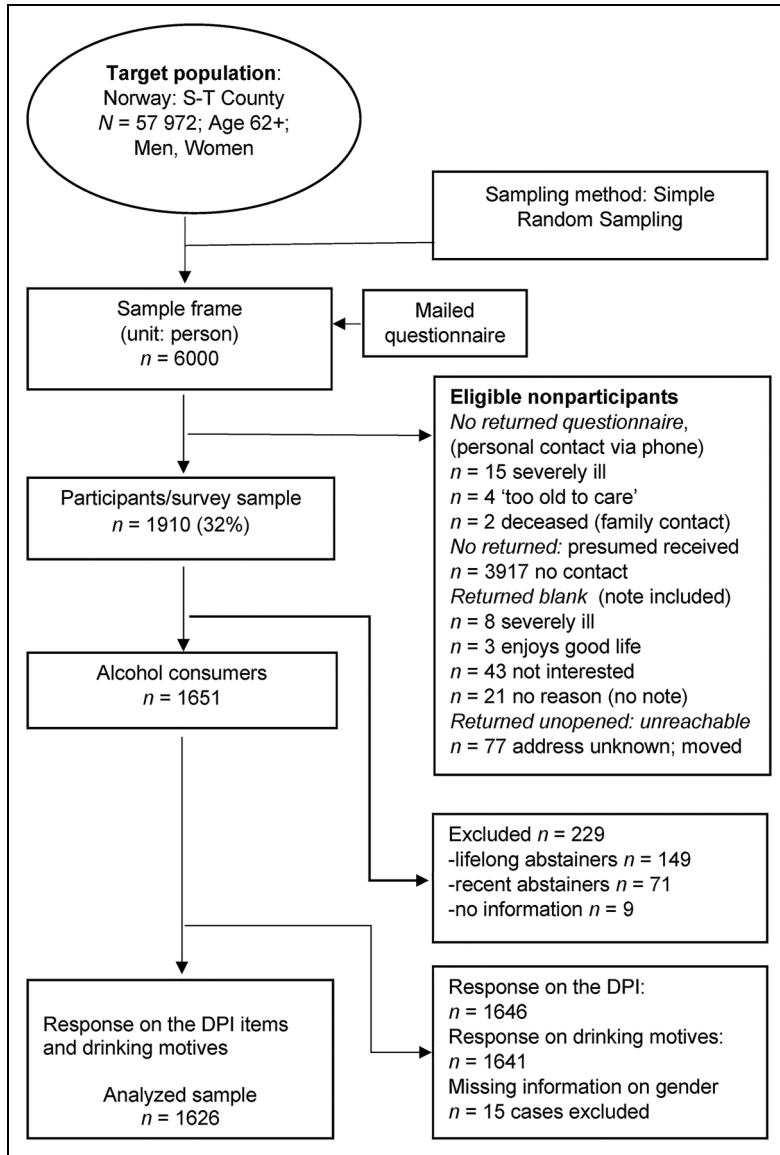 Target population:
Norway: S-T County
N = 57 972; Age 62+;
Men, Women
Sampling method: Simple
Random Sampling
Sample frame
(unit: person)
n = 6000
Mailed
questionnaire
Eligible nonparticipants
No returned questionnaire,
(personal contact via phone)
n = 15 severely ill
n = 4 ‘too old to care’
n = 2 deceased (family contact)
No returned: presumed received
n = 3917 no contact
Returned blank (note included)
n = 8 severely ill
n = 3 enjoys good life
n = 43 not interested
n = 21 no reason (no note)
Returned unopened: unreachable
n = 77 address unknown; moved
Participants/survey sample
n = 1910 (32%)
Alcohol consumers
n = 1651
Excluded n = 229
-lifelong abstainers n = 149
-recent abstainers n = 71
-no information n = 9
Response on the DPI:
n = 1646
Response on drinking motives:
n = 1641
Missing information on gender
n = 15 cases excluded
Response on the DPI items
and drinking motives
Analyzed sample
n = 1626